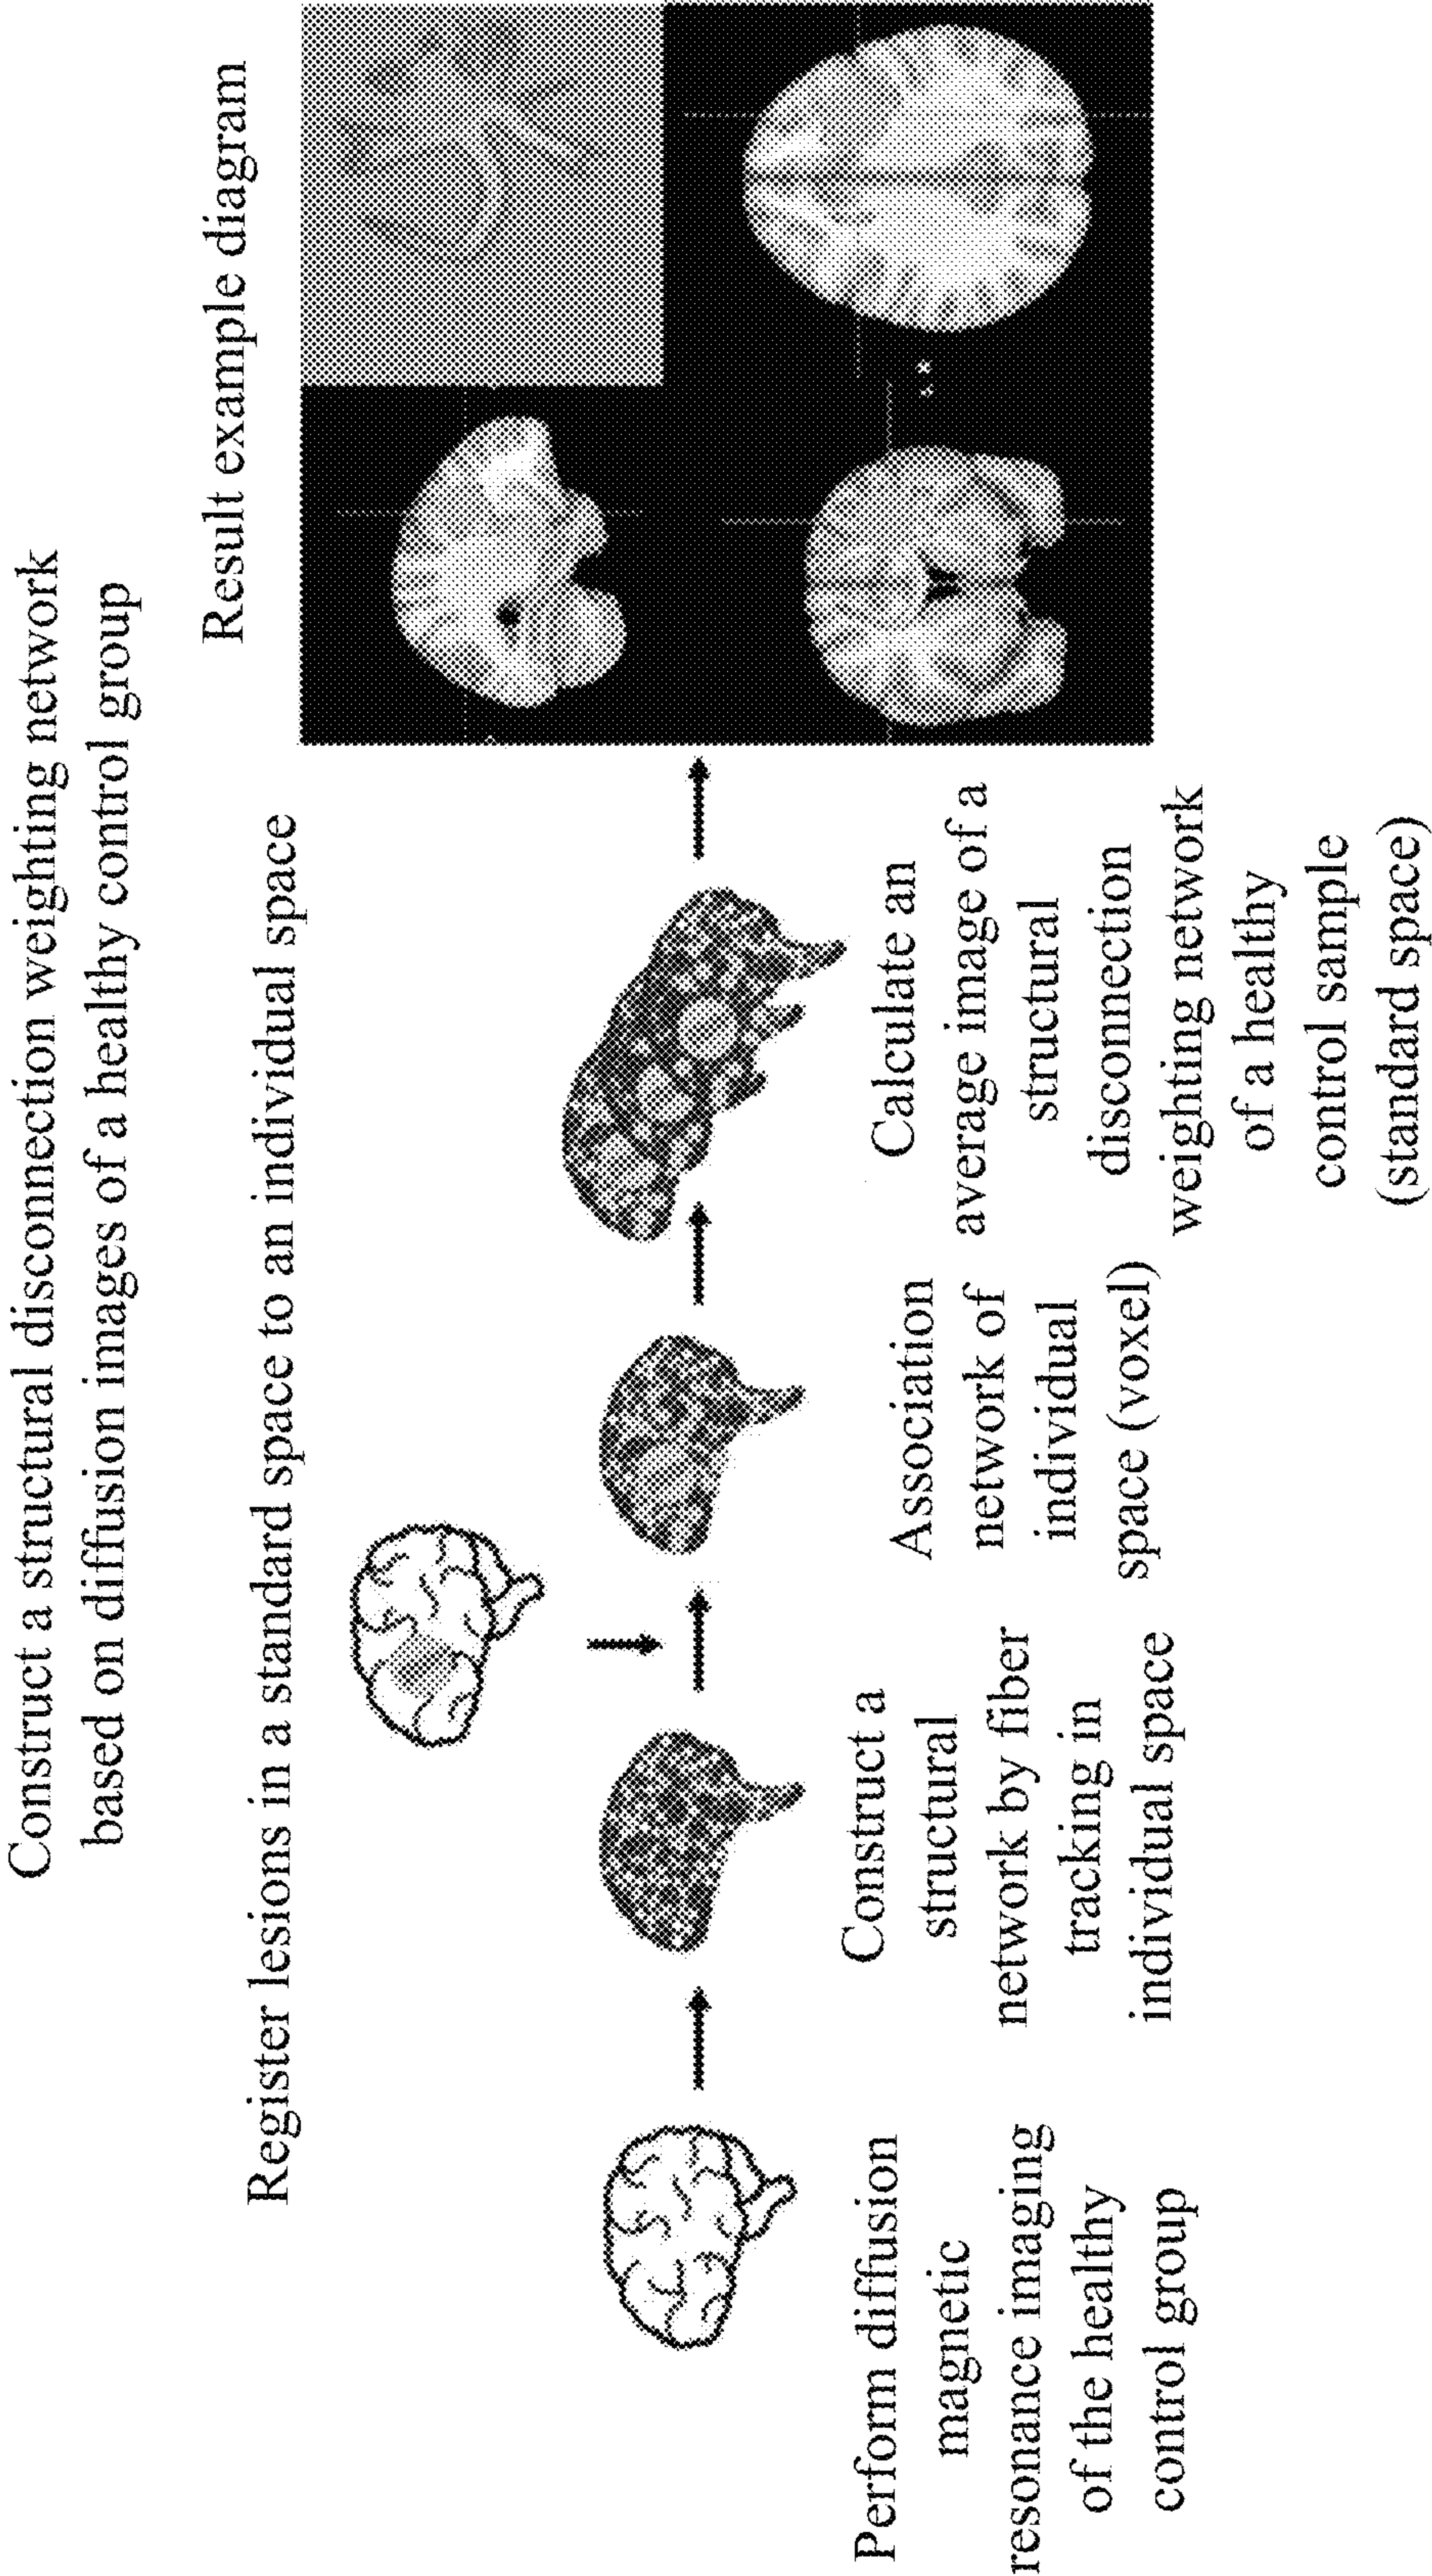 Construct a structural disconnection weighting network
based on diffusion images of a healthy control group
Register lesions in a standard space to an individual space
Result example diagram
Perform diffusion
magnetic
resonance imaging
of the healthy
control group
Construct a
structural
network by fiber
tracking in
individual space
Association
network of
individual
space (voxel)
Calculate an
average image of a
structural
disconnection
weighting network
of a healthy
control sample
(standard space)